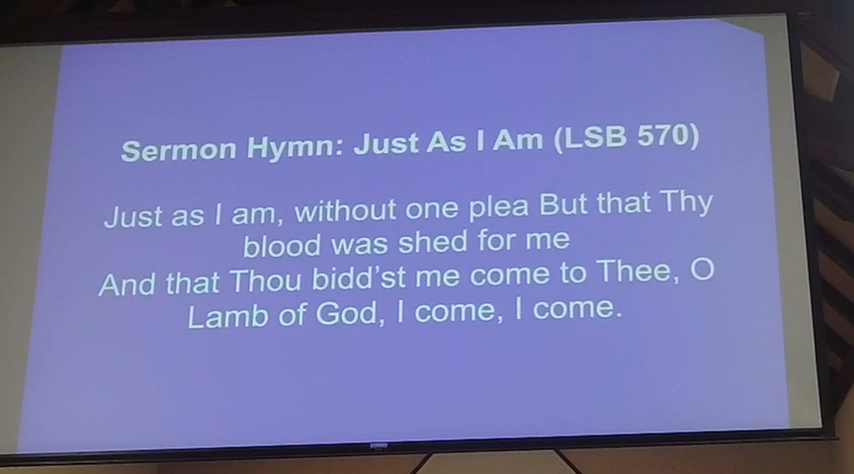 Sermon Hymn: Just As I Am (LSB 570)
Just as I am, without one plea But that Thy
blood was shed for me
And that Thou bidd'st me come to Thee, O
Lamb of God, I come, I come.